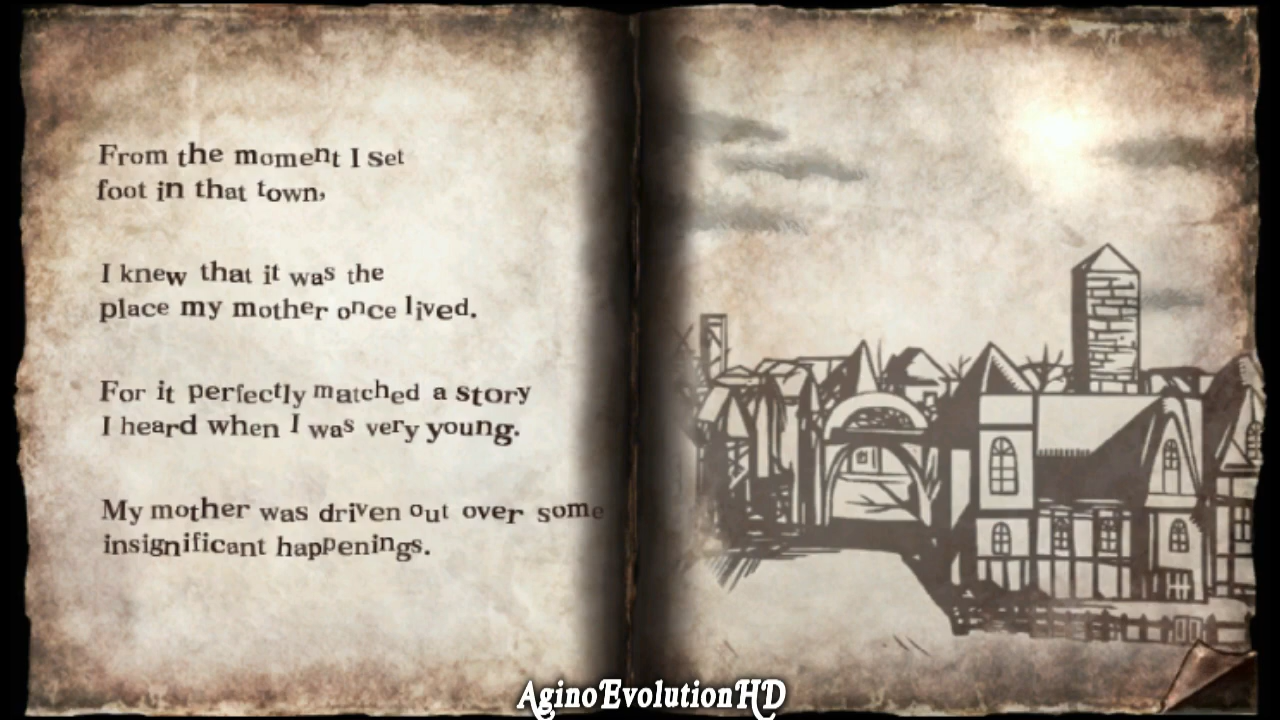 From the moment I set
foot in that town,
I knew that it was the
place my mother once lived.
For it perfectly matched a story
I heard when I was very young.
My mother was driven out over some
insignificant happenings.
AginoEvolutionHD